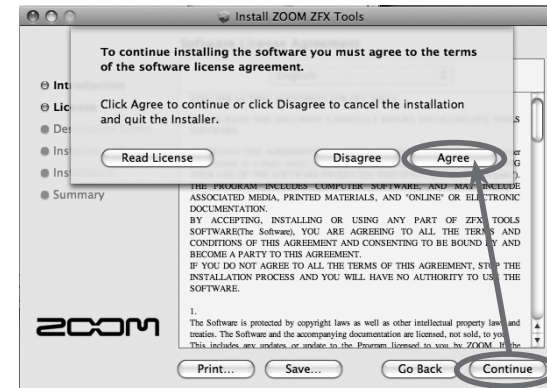 Install ZOOM ZFX Tools
To continue installing the software you must agree to the terms
of the software license agreement.
Click Agree to continue or click Disagree to cancel the installation
and quit the Installer.
Read License
Disagree
Agree
Summary
THE PROGRAM INCLUDES COMPUTER SOFTWARE, AND MAY INCLUDE
ASSOCIATED MEDIA, PRINTED MATERIALS, AND "ONLINE" OR ELECTRONIC
DOCUMENTATION.
BY ACCEPTING, INSTALLING OR USING ANY PART OF ZFX TOOLS
SOFTWARE(The Software), YOU ARE AGREEING TO ALL THE TERMS AND
CONDITIONS OF THIS AGREEMENT AND CONSENTING TO BE BOUND BY AND
BECOME A PARTY TO THIS AGREEMENT.
IF YOU DO NOT AGREE TO ALL THE TERMS OF THIS AGREEMENT, STOP THE
INSTALLATION PROCESS AND YOU WILL HAVE NO AUTHORITY TO USE THE
SOFTWARE.
1.
The Software is protected by copyright laws as well as other intellectual property laws and
treaties. The Software and the accompanying documentation are licensed, not sold, to you.
This includes any updates or update to the Program licensed to you by ZOOM. If the
ZOOM
Print...
Save...
Go Back
Continue